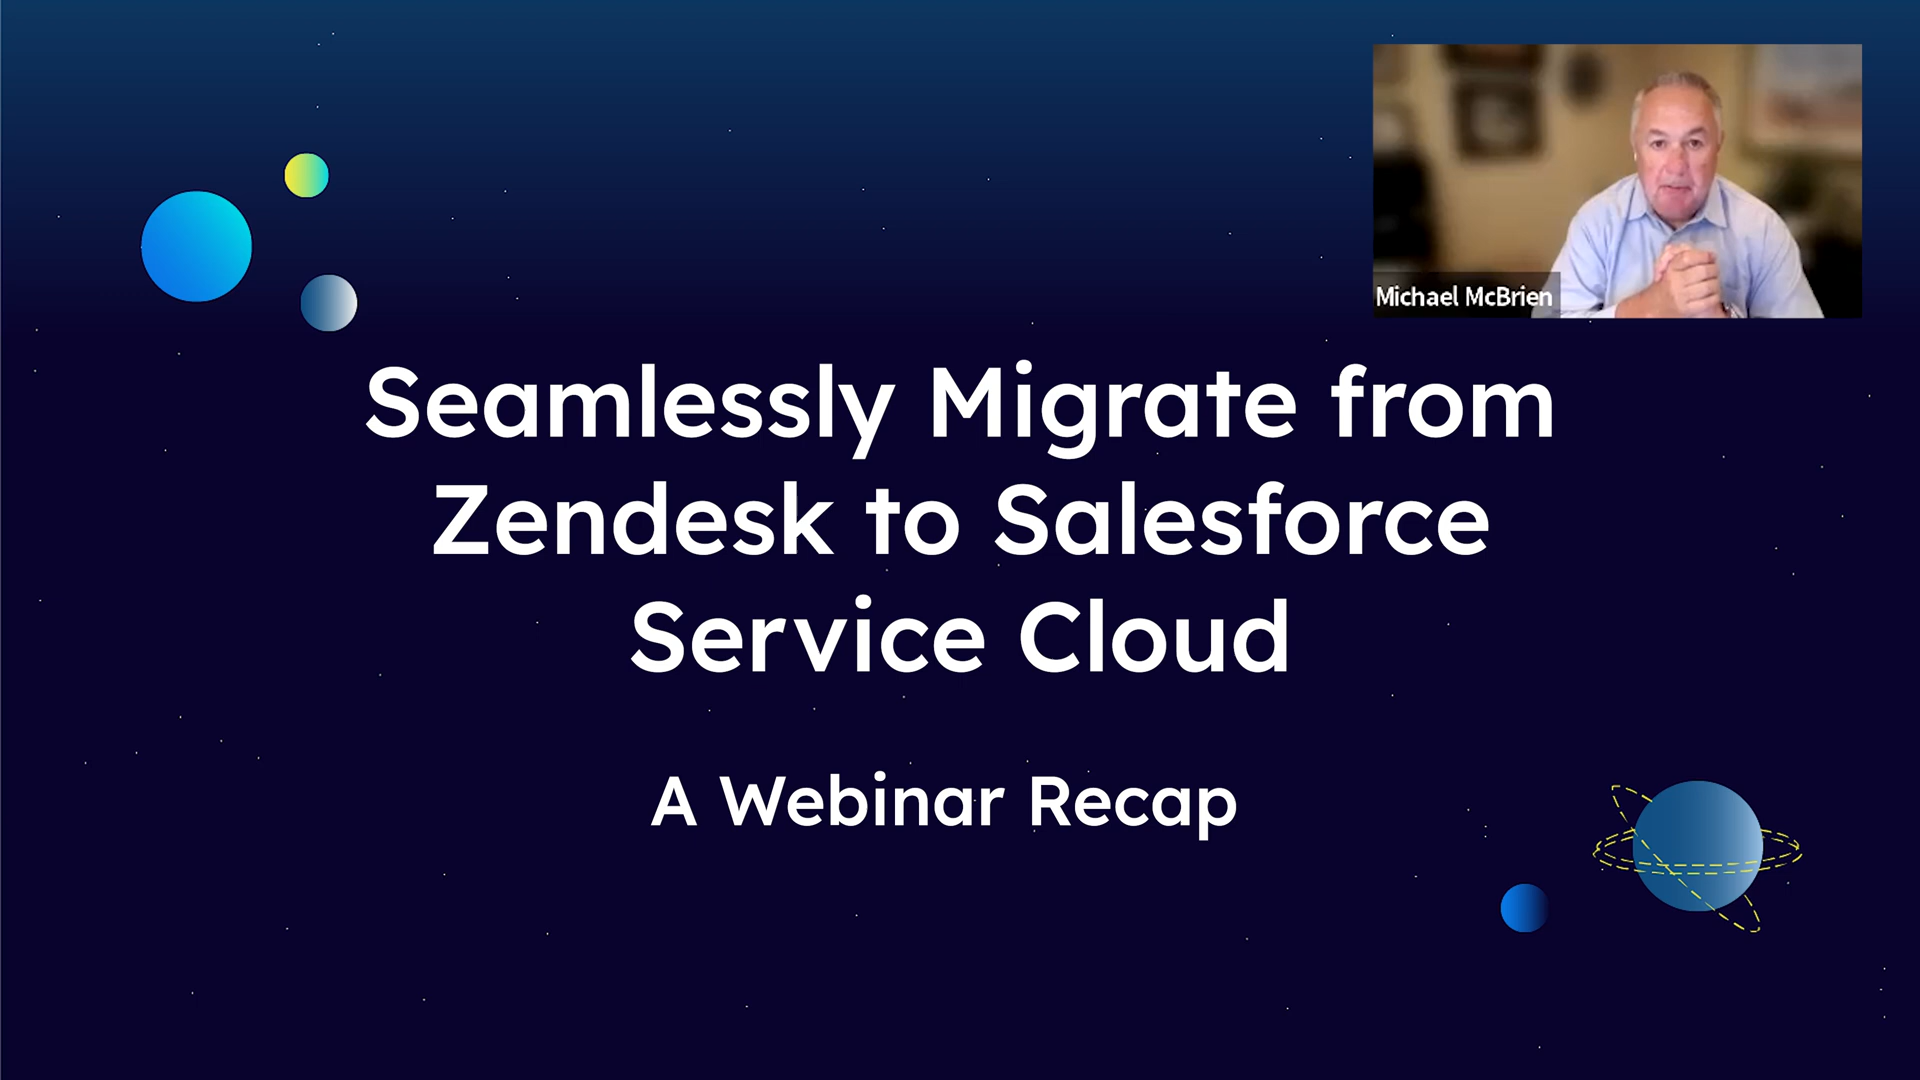 Michael McBrien
Seamlessly Migrate from
Zendesk to Salesforce
Service Cloud
A Webinar Recap